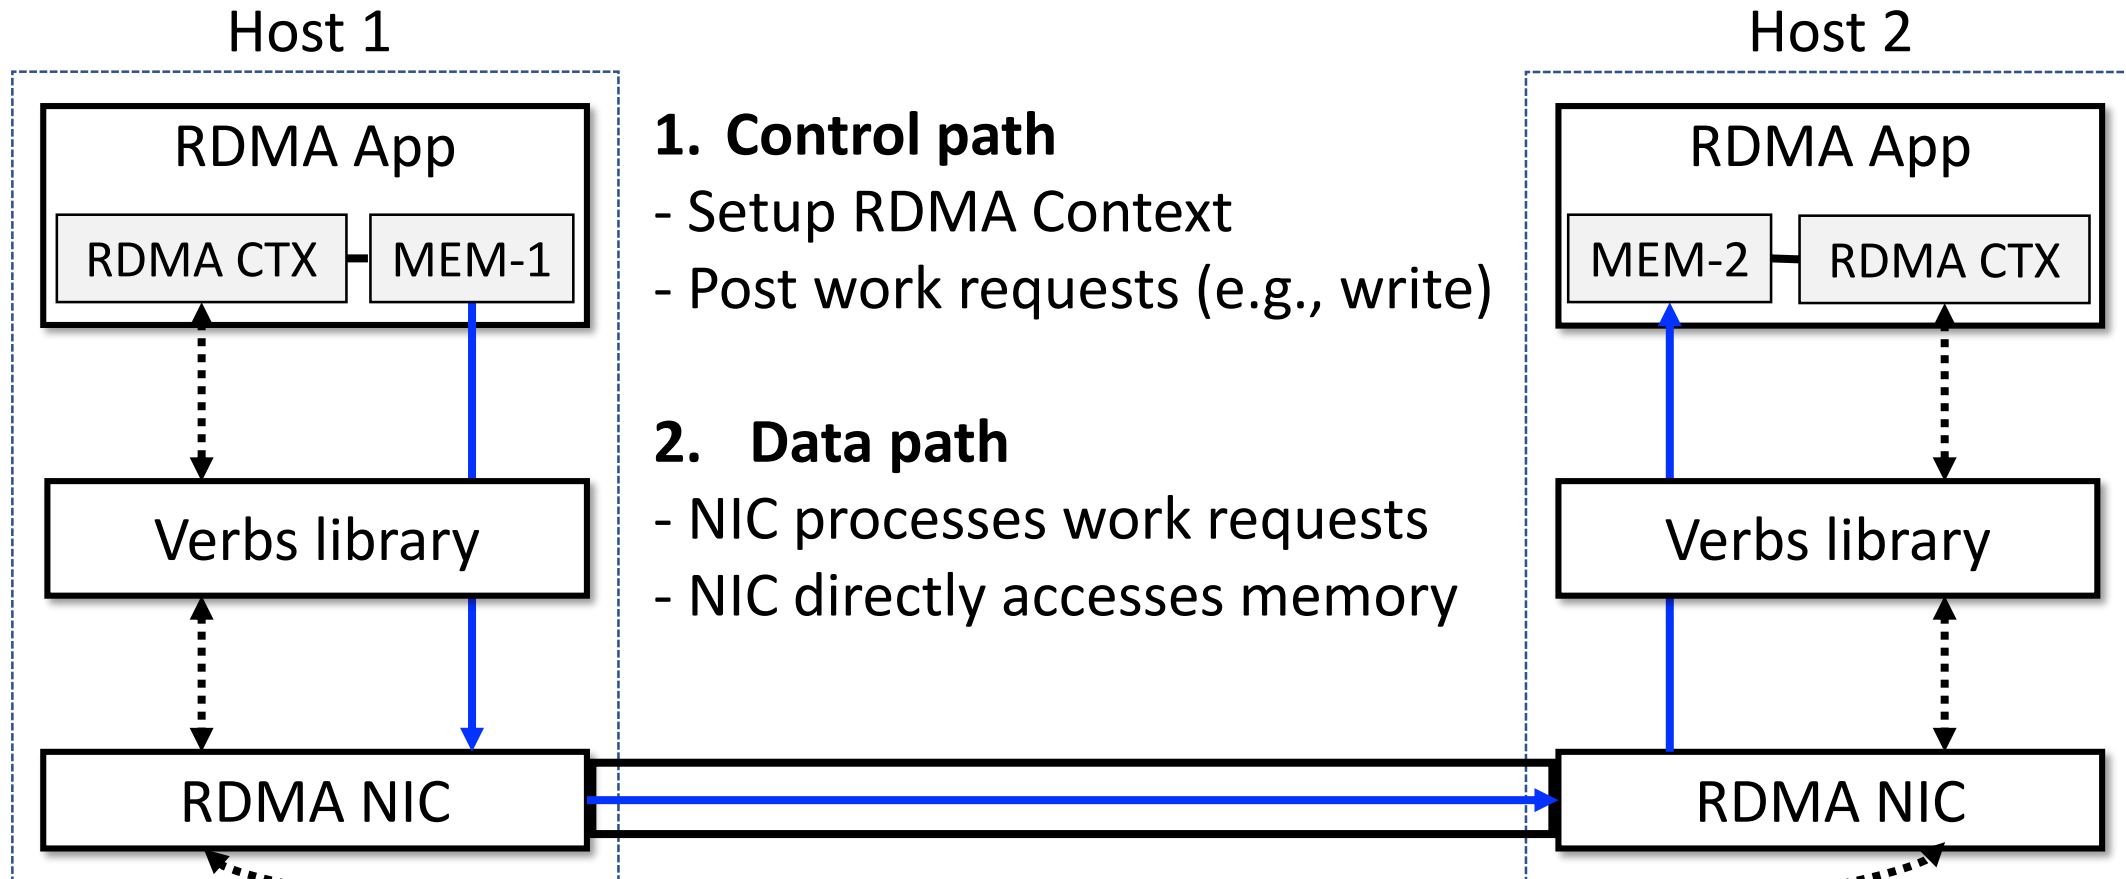 Host 1
Host 2
RDMA App
RDMA CTX
MEM-1
Verbs library
RDMA NIC
1. Control path
- Setup RDMA Context
- Post work requests (e.g., write)
2. Data path
- NIC processes work requests
- NIC directly accesses memory
RDMA App
MEM-2
RDMA CTX
Verbs library
RDMA NIC